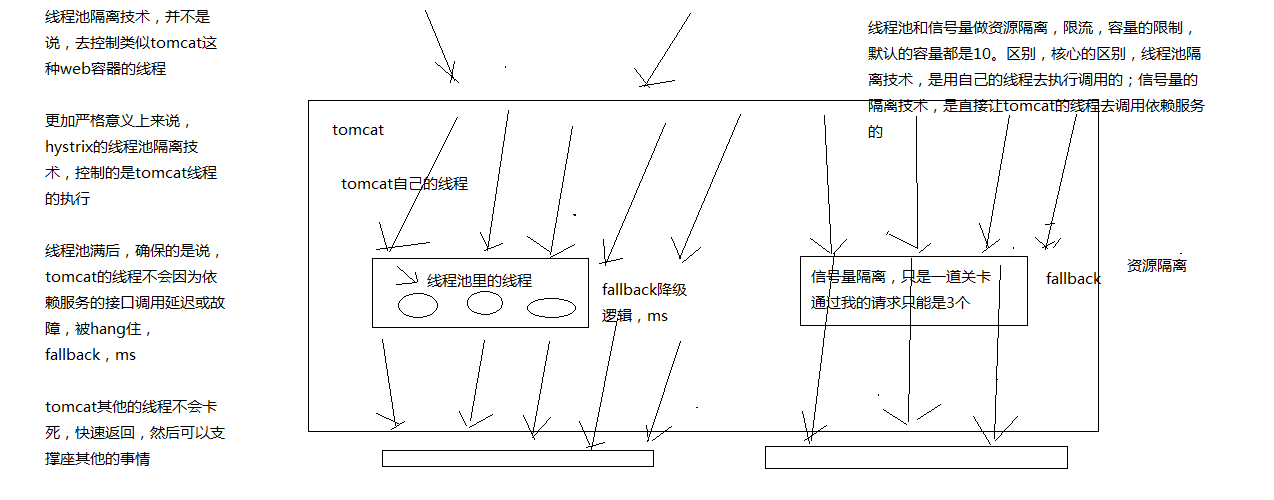 线程池隔离技术，并不是
说，去控制类似tomcat这
种web容器的线程
更加严格意义上来说，
hystrix的线程池隔离技
术，控制的是tomcat线程
的执行
线程池满后，确保的是说，
tomcat的线程不会因为依
赖服务的接口调用延迟或故
障，被hang住，
fallback，ms
tomcat其他的线程不会卡
死，快速返回，然后可以支
撑座其他的事情
tomcat
tomcat自己的线程
线程池里的线程
fallback降级
逻辑，ms
线程池和信号量做资源隔离，限流，容量的限制，
默认的容量都是10。区别，核心的区别，线程池隔
离技术，是用自己的线程去执行调用的；信号量的
隔离技术，是直接让tomcat的线程去调用依赖服务
的
信号量隔离，只是一道关卡
通过我的请求只能是3个
fallback
资源隔离